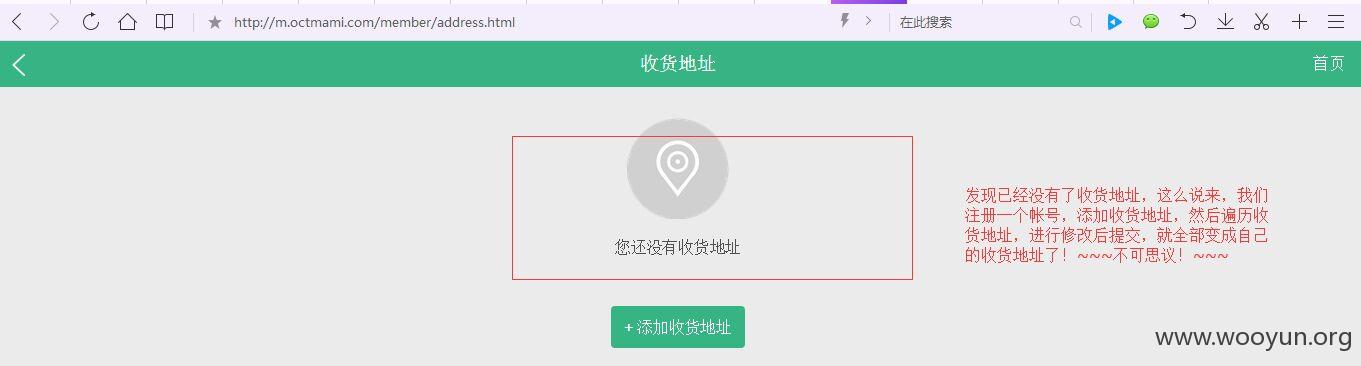 http://m.octmami.com/member/address.html
在此搜索
收货地址
首页
您还没有收货地址
+ 添加收货地址
发现已经没有了收货地址，这么说来，我们
注册一个帐号，添加收货地址，然后遍历收
货地址，进行修改后提交，就全部变成自己
的收货地址了！~~~不可思议！~~~
www.wooyun.org